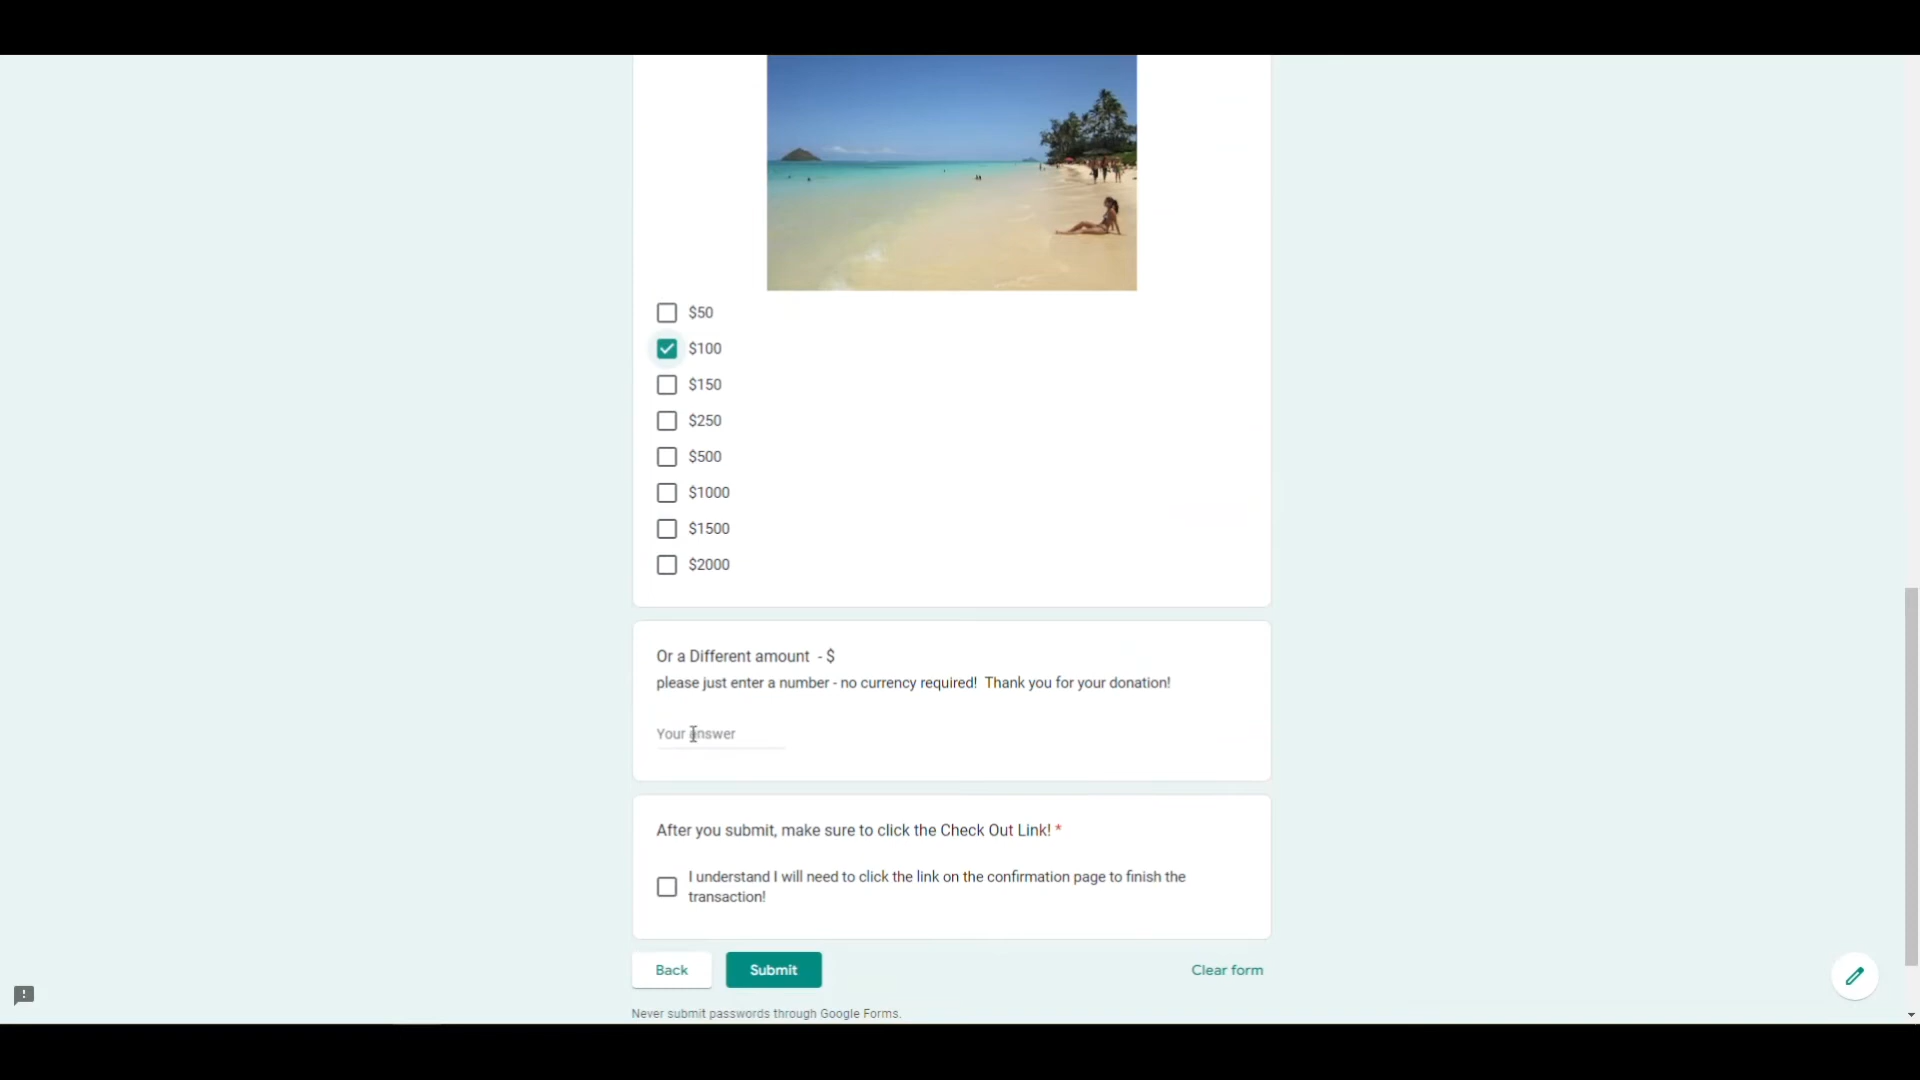 $50
$100
$150
$250
$500
$1000
$1500
$2000
Or a Different amount  - $
please just enter a number - no currency required!  Thank you for your donation!
Your answer
After you submit, make sure to click the Check Out Link! *
I understand I will need to click the link on the confirmation page to finish the
transaction!
Back
Submit
Clear form
Never submit passwords through Google Forms.